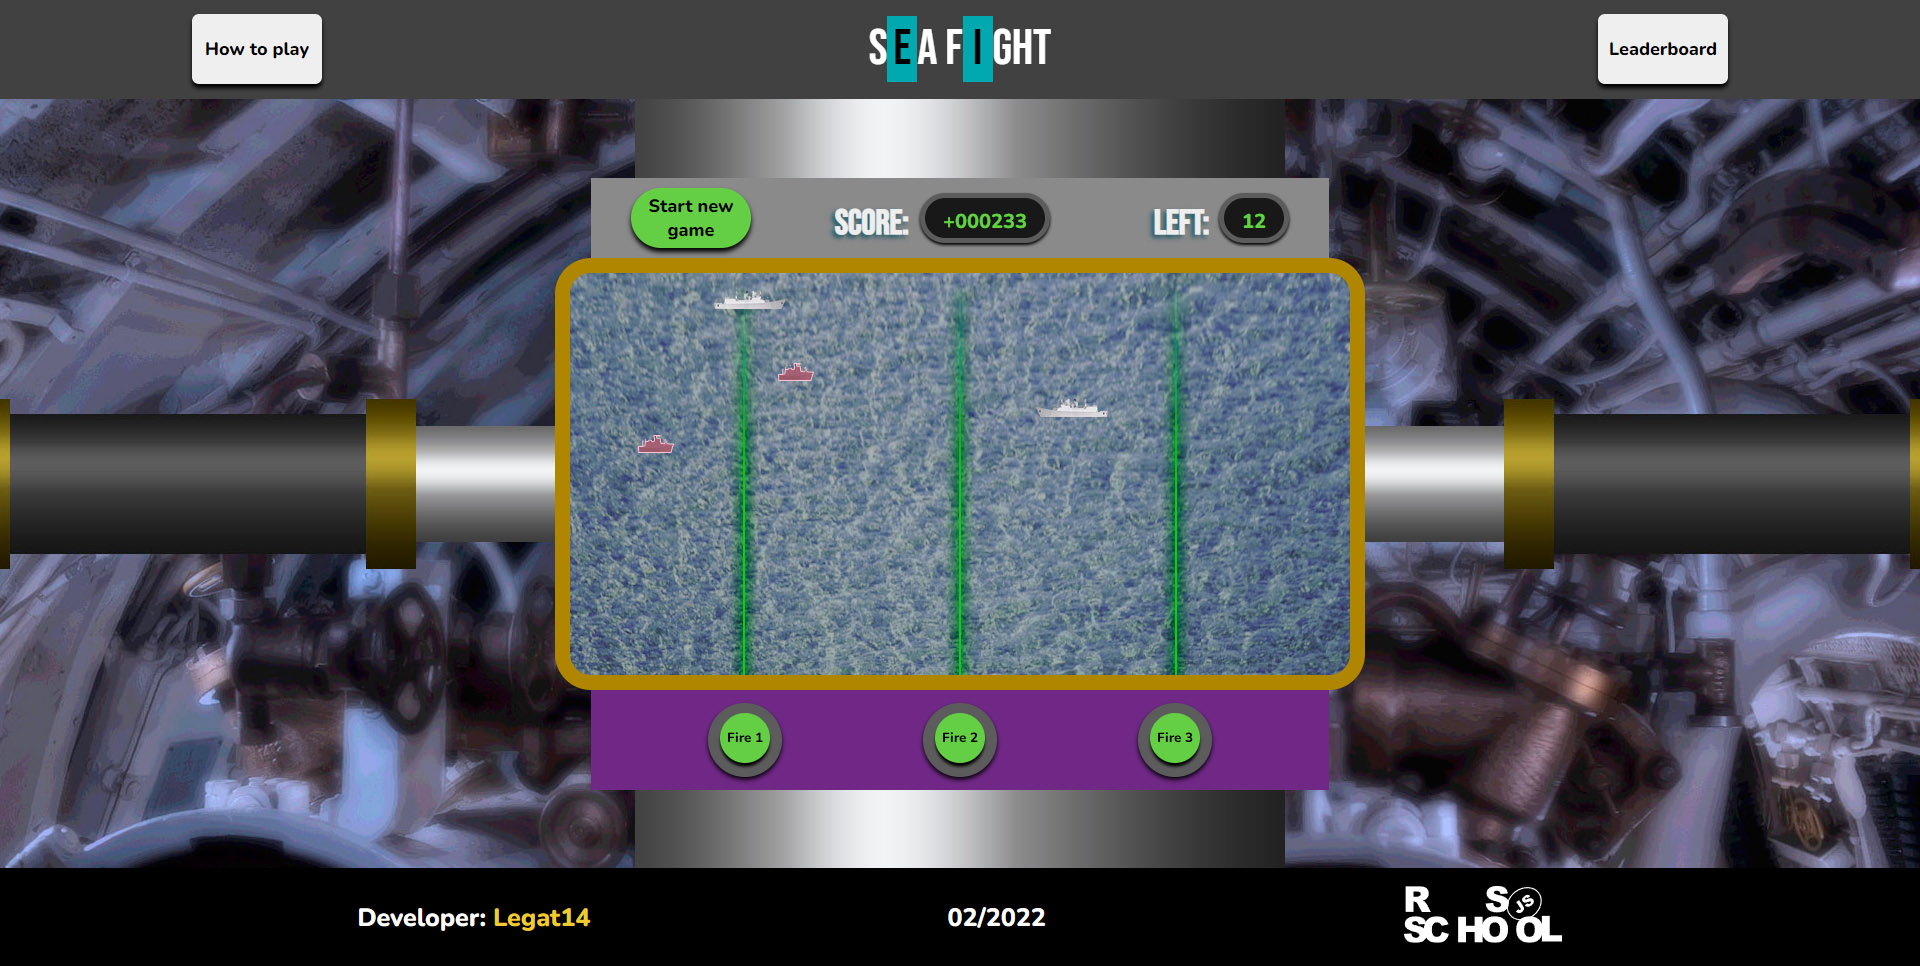 How to play
SEA FIGHT
Leaderboard
Start new
game
SCORE:
+000233
LEFT:
12
Fire 1
Fire 2
Fire 3
Developer: Legat14
02/2022
RS
JS
SCHOOL